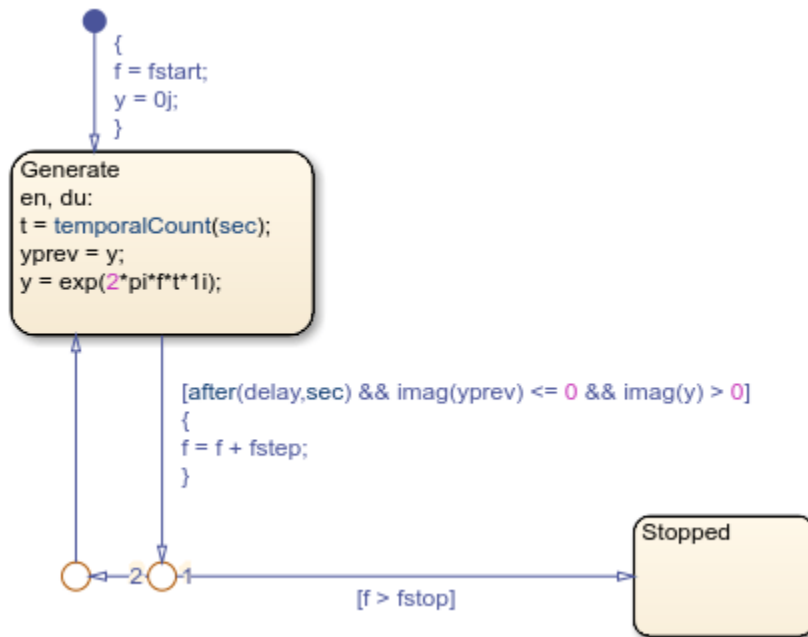 {
f = fstart;
y = 0j;
}
Generate
en, du:
t = temporalCount(sec);
yprev = y;
y = exp(2*pi*f*t*1i);
[after(delay,sec) && imag(yprev) <= 0 && imag(y) > 0]
{
f = f + fstep;
}
Stopped
2
1
[f > fstop]